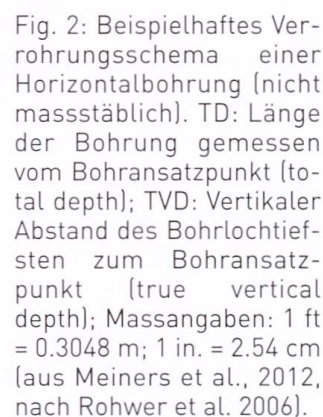 Fig. 2: Beispielhaftes Ver-
rohrungsschema einer
Horizontalbohrung (nicht
massstäblich). TD: Länge
der Bohrung gemessen
vom Bohransatzpunkt (to-
tal depth); TVD: Vertikaler
Abstand des Bohrlochtief-
sten zum Bohransatz-
punkt (true vertical
depth); Massangaben: 1 ft
= 0.3048 m; 1 in. = 2.54 cm
(aus Meiners et al., 2012,
nach Rohwer et al. 2006).